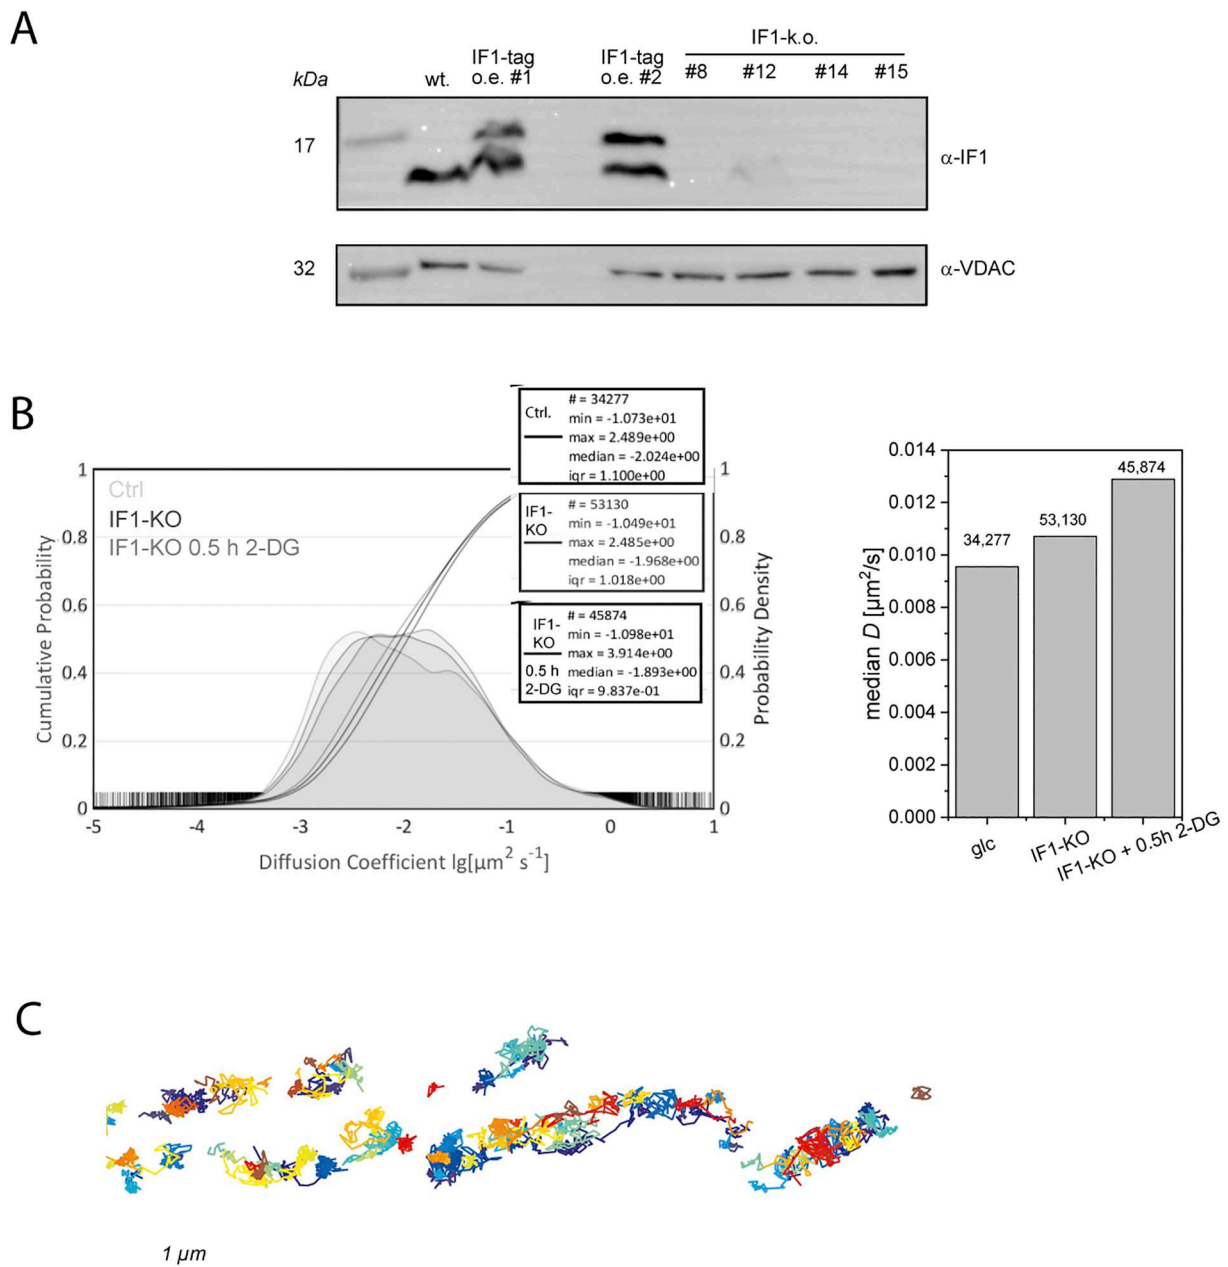 A
IF1-k.o.
kDa
wt.
IF1-tag
o.e. #1
IF1-tag
o.e. #2
#8
#12
#14
#15
17
α-IF1
32
α-VDAC
B
Ctrl.
# = 34277
min = -1.073e+01
max = 2.489e+00
median = -2.024e+00
iqr = 1.100e+00
IF1-
KO
# = 53130
min = -1.049e+01
max = 2.485e+00
median = -1.968e+00
iqr = 1.018e+00
IF1-
KO
0.5 h
2-DG
# = 45874
min = -1.098e+01
max = 3.914e+00
median = -1.893e+00
iqr = 9.837e-01
Ctrl
IF1-KO
IF1-KO 0.5 h 2-DG
Cumulative Probability
1
0.8
0.6
0.4
0.2
0
-5
-4
-3
-2
-1
0
1
Diffusion Coefficient lg[µm² s⁻¹]
1
0.8
0.6
0.4
0.2
0
Probability Density
median D [µm²/s]
0.014
0.012
0.010
0.008
0.006
0.004
0.002
0.000
34,277
53,130
45,874
glc
IF1-KO
IF1-KO + 0.5h 2-DG
C
1 µm